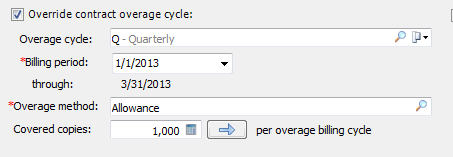 Override contract overage cycle:
Overage cycle: Q - Quarterly
*Billing period: 1/1/2013
through: 3/31/2013
*Overage method: Allowance
Covered copies: 1,000 per overage billing cycle